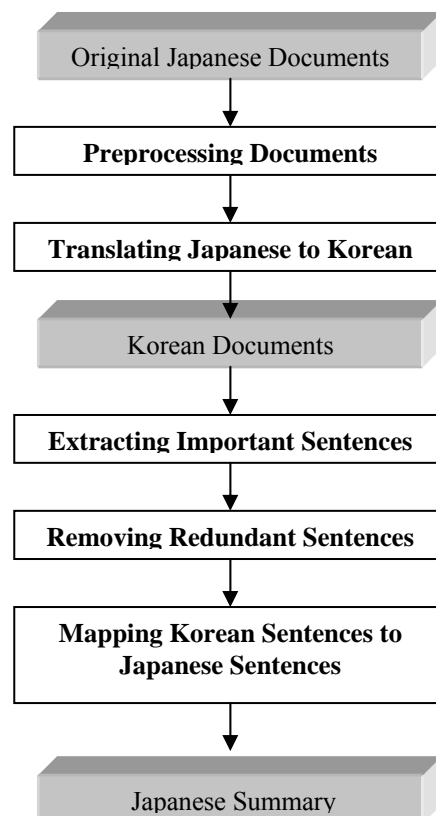 Original Japanese Documents
Preprocessing Documents
Translating Japanese to Korean
Korean Documents
Extracting Important Sentences
Removing Redundant Sentences
Mapping Korean Sentences to
Japanese Sentences
Japanese Summary